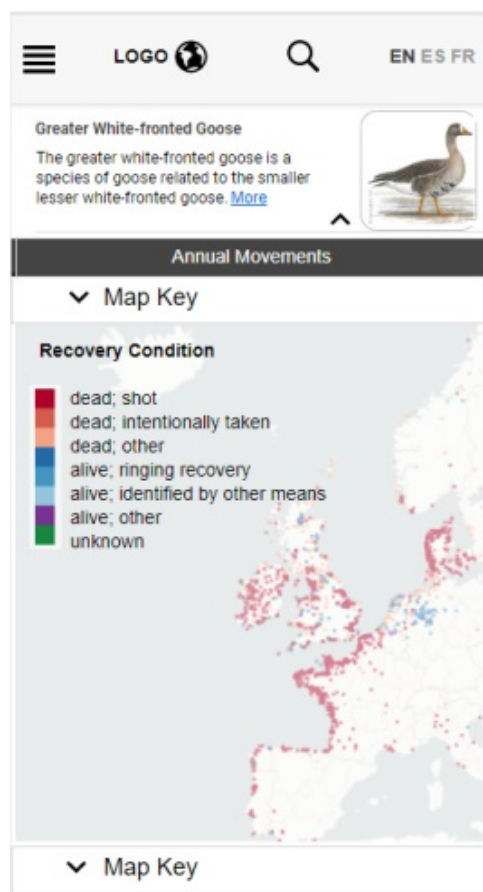 LOGO
EN ES FR
Greater White-fronted Goose
The greater white-fronted goose is a
species of goose related to the smaller
lesser white-fronted goose. More
Annual Movements
Map Key
Recovery Condition
dead; shot
dead; intentionally taken
dead; other
alive; ringing recovery
alive; identified by other means
alive; other
unknown
Map Key